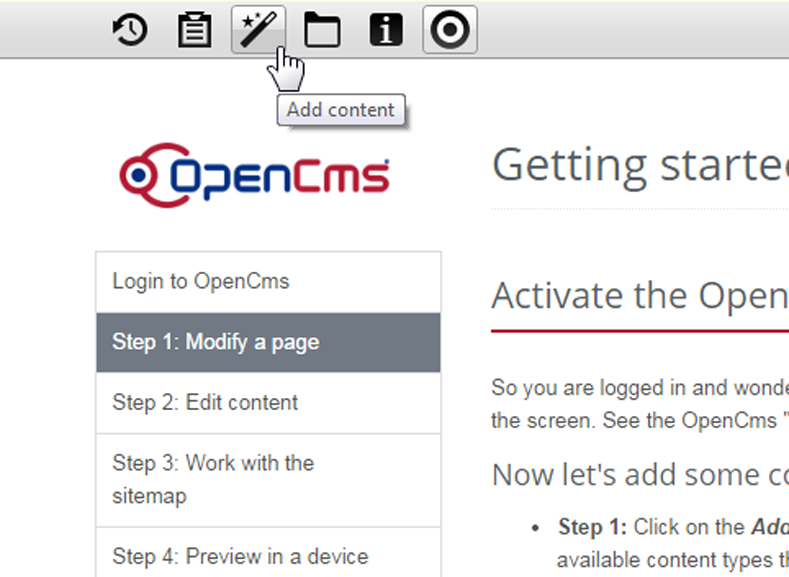 Add content
OpenCms
Getting starte
Login to OpenCms
Step 1: Modify a page
Step 2: Edit content
Step 3: Work with the
sitemap
Step 4: Preview in a device
Activate the Open
So you are logged in and wonde
the screen. See the OpenCms "
Now let's add some co
• Step 1: Click on the Add
available content types th